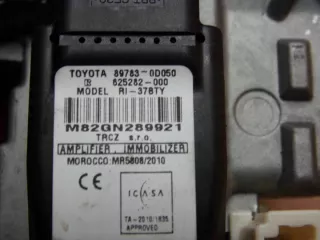 TOYOTA 89783-0D050
625262-000
MODEL RI-37BTY
M82GN289921
TRCZ s.r.o.
AMPLIFIER, IMMOBILIZER
MOROCCO:MR5808/2010
CE
ICASA
TA-2010/1835
APPROVED